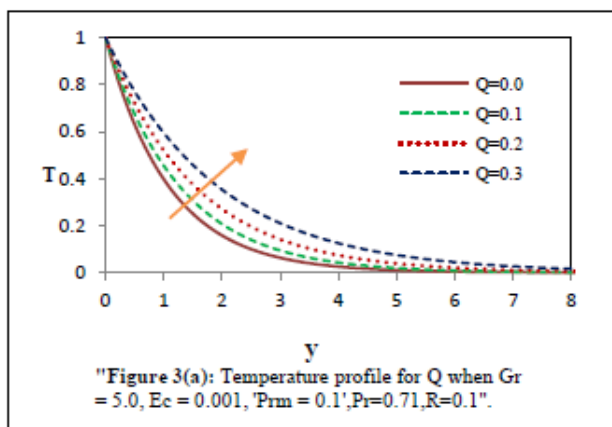 1
0.8
0.6
T
0.4
0.2
0
0 1 2 3 4 5 6 7 8
y
Q=0.0
Q=0.1
Q=0.2
Q=0.3
"Figure 3(a): Temperature profile for Q when Gr
= 5.0, Ec = 0.001, 'Prm = 0.1',Pr=0.71,R=0.1".